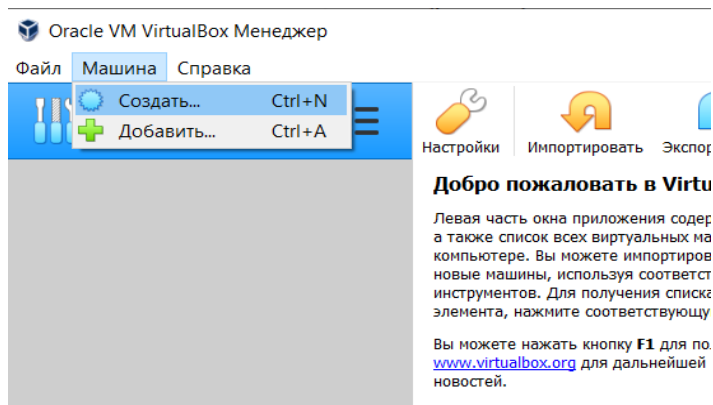 Oracle VM VirtualBox Менеджер
Файл Машина Справка
Создать... Ctrl+N
Добавить... Ctrl+A
Настройки Импортировать Экспор
Добро пожаловать в Virtu
Левая часть окна приложения содер
а также список всех виртуальных ма
компьютере. Вы можете импортиров
новые машины, используя соответст
инструментов. Для получения списка
элемента, нажмите соответствующу
Вы можете нажать кнопку F1 для по
www.virtualbox.org для дальнейшей
новостей.